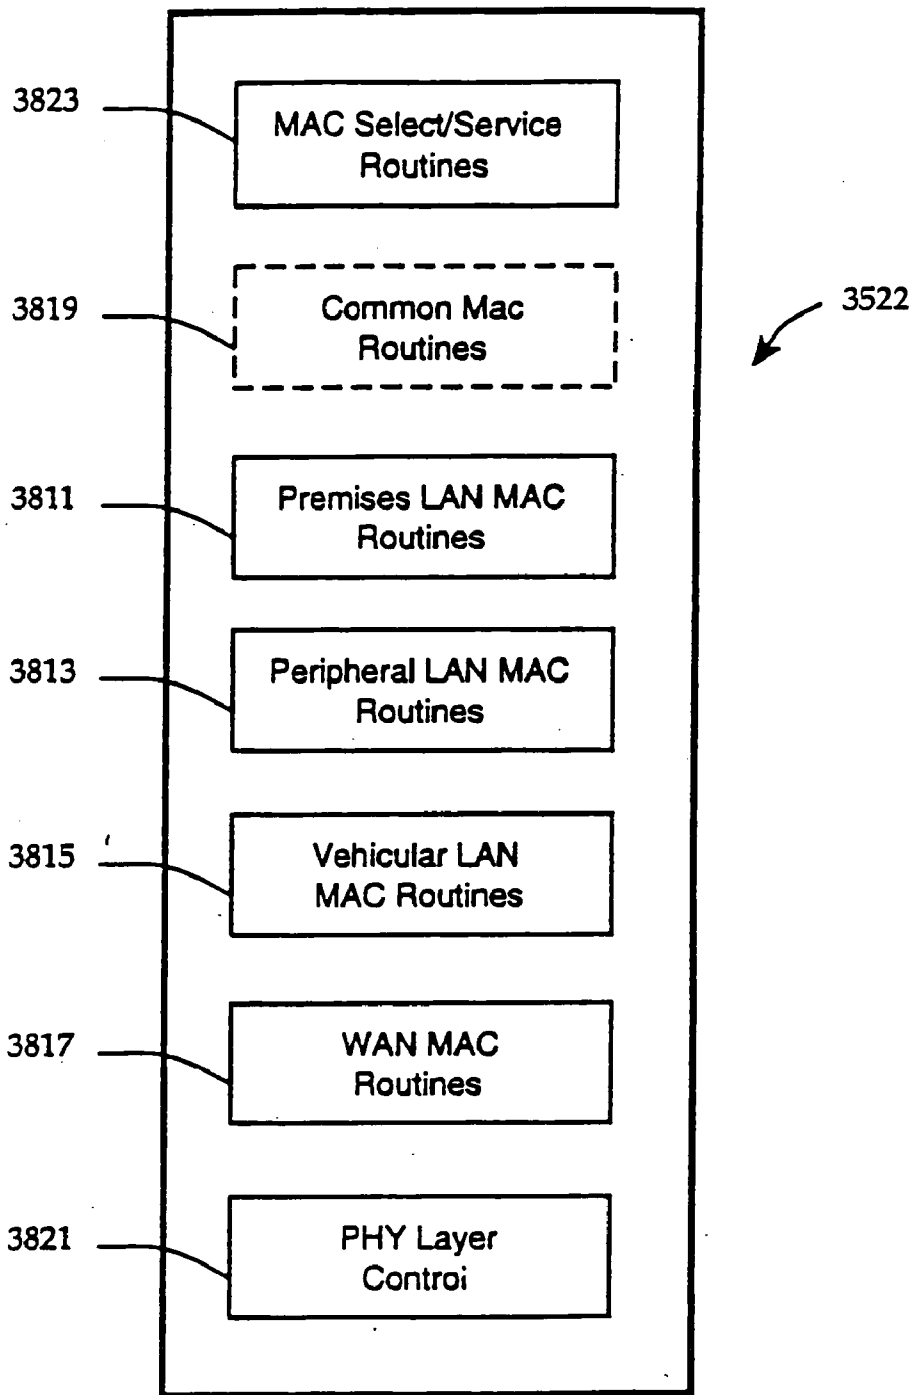 3823
MAC Select/Service
Routines
3819
Common Mac
Routines
3522
3811
Premises LAN MAC
Routines
3813
Peripheral LAN MAC
Routines
3815
Vehicular LAN
MAC Routines
3817
WAN MAC
Routines
3821
PHY Layer
Control